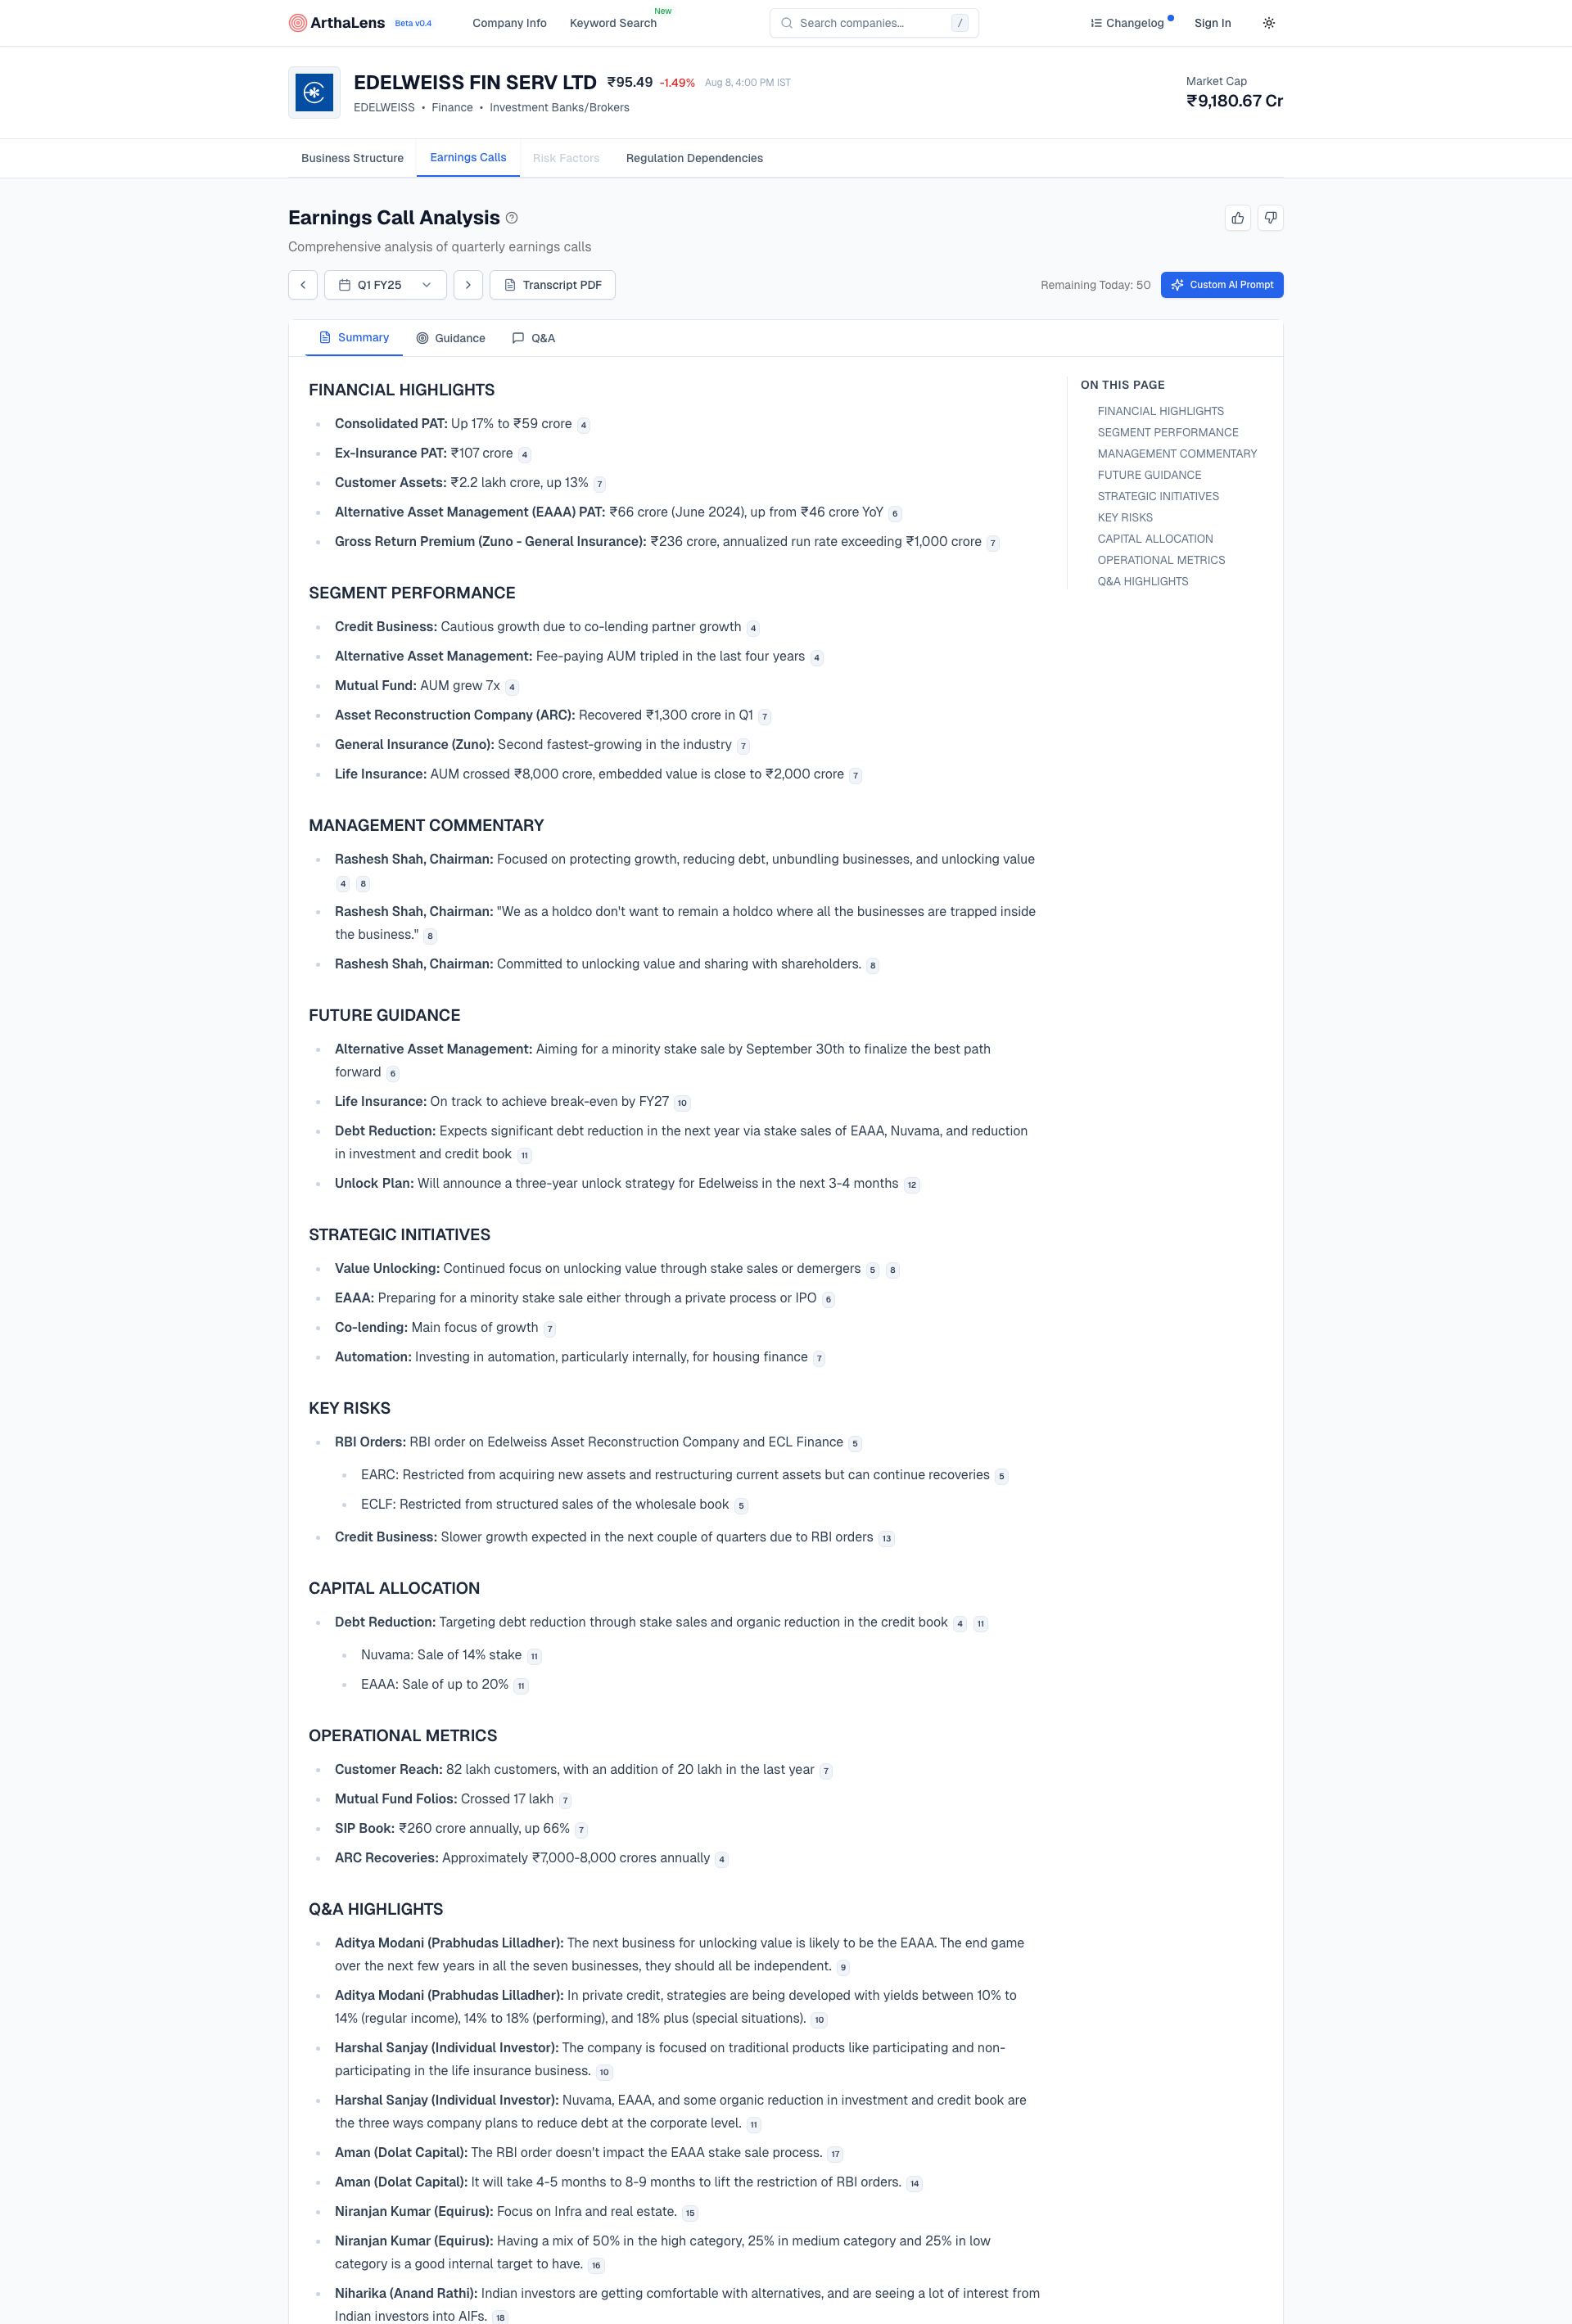 ArthaLens Beta v0.4 Company Info Keyword Search New Search companies... / Changelog Sign In
EDELWEISS FIN SERV LTD ₹95.49 -1.49% Aug 8, 4:00 PM IST
EDELWEISS • Finance • Investment Banks/Brokers
Market Cap
₹9,180.67 Cr
Business Structure Earnings Calls Risk Factors Regulation Dependencies
Earnings Call Analysis
Comprehensive analysis of quarterly earnings calls
Q1 FY25 Transcript PDF Remaining Today: 50 Custom AI Prompt
Summary Guidance Q&A
FINANCIAL HIGHLIGHTS
Consolidated PAT: Up 17% to ₹59 crore 4
Ex-Insurance PAT: ₹107 crore 4
Customer Assets: ₹2.2 lakh crore, up 13% 7
Alternative Asset Management (EAAA) PAT: ₹66 crore (June 2024), up from ₹46 crore YoY 6
Gross Return Premium (Zuno - General Insurance): ₹236 crore, annualized run rate exceeding ₹1,000 crore 7
SEGMENT PERFORMANCE
Credit Business: Cautious growth due to co-lending partner growth 4
Alternative Asset Management: Fee-paying AUM tripled in the last four years 4
Mutual Fund: AUM grew 7x 4
Asset Reconstruction Company (ARC): Recovered ₹1,300 crore in Q1 7
General Insurance (Zuno): Second fastest-growing in the industry 7
Life Insurance: AUM crossed ₹8,000 crore, embedded value is close to ₹2,000 crore 7
MANAGEMENT COMMENTARY
Rashesh Shah, Chairman: Focused on protecting growth, reducing debt, unbundling businesses, and unlocking value
4 8
Rashesh Shah, Chairman: "We as a holdco don't want to remain a holdco where all the businesses are trapped inside
the business." 8
Rashesh Shah, Chairman: Committed to unlocking value and sharing with shareholders. 8
FUTURE GUIDANCE
Alternative Asset Management: Aiming for a minority stake sale by September 30th to finalize the best path
forward 6
Life Insurance: On track to achieve break-even by FY27 10
Debt Reduction: Expects significant debt reduction in the next year via stake sales of EAAA, Nuvama, and reduction
in investment and credit book 11
Unlock Plan: Will announce a three-year unlock strategy for Edelweiss in the next 3-4 months 12
STRATEGIC INITIATIVES
Value Unlocking: Continued focus on unlocking value through stake sales or demergers 5 8
EAAA: Preparing for a minority stake sale either through a private process or IPO 6
Co-lending: Main focus of growth 7
Automation: Investing in automation, particularly internally, for housing finance 7
KEY RISKS
RBI Orders: RBI order on Edelweiss Asset Reconstruction Company and ECL Finance 5
EARC: Restricted from acquiring new assets and restructuring current assets but can continue recoveries 5
ECLF: Restricted from structured sales of the wholesale book 5
Credit Business: Slower growth expected in the next couple of quarters due to RBI orders 13
CAPITAL ALLOCATION
Debt Reduction: Targeting debt reduction through stake sales and organic reduction in the credit book 4 11
Nuvama: Sale of 14% stake 11
EAAA: Sale of up to 20% 11
OPERATIONAL METRICS
Customer Reach: 82 lakh customers, with an addition of 20 lakh in the last year 7
Mutual Fund Folios: Crossed 17 lakh 7
SIP Book: ₹260 crore annually, up 66% 7
ARC Recoveries: Approximately ₹7,000-8,000 crores annually 4
Q&A HIGHLIGHTS
Aditya Modani (Prabhudas Lilladher): The next business for unlocking value is likely to be the EAAA. The end game
over the next few years in all the seven businesses, they should all be independent. 9
Aditya Modani (Prabhudas Lilladher): In private credit, strategies are being developed with yields between 10% to
14% (regular income), 14% to 18% (performing), and 18% plus (special situations). 10
Harshal Sanjay (Individual Investor): The company is focused on traditional products like participating and non-
participating in the life insurance business. 10
Harshal Sanjay (Individual Investor): Nuvama, EAAA, and some organic reduction in investment and credit book are
the three ways company plans to reduce debt at the corporate level. 11
Aman (Dolat Capital): The RBI order doesn't impact the EAAA stake sale process. 17
Aman (Dolat Capital): It will take 4-5 months to 8-9 months to lift the restriction of RBI orders. 14
Niranjan Kumar (Equirus): Focus on Infra and real estate. 15
Niranjan Kumar (Equirus): Having a mix of 50% in the high category, 25% in medium category and 25% in low
category is a good internal target to have. 16
Niharika (Anand Rathi): Indian investors are getting comfortable with alternatives, and are seeing a lot of interest from
Indian investors into AIFs. 18
ON THIS PAGE
FINANCIAL HIGHLIGHTS
SEGMENT PERFORMANCE
MANAGEMENT COMMENTARY
FUTURE GUIDANCE
STRATEGIC INITIATIVES
KEY RISKS
CAPITAL ALLOCATION
OPERATIONAL METRICS
Q&A HIGHLIGHTS